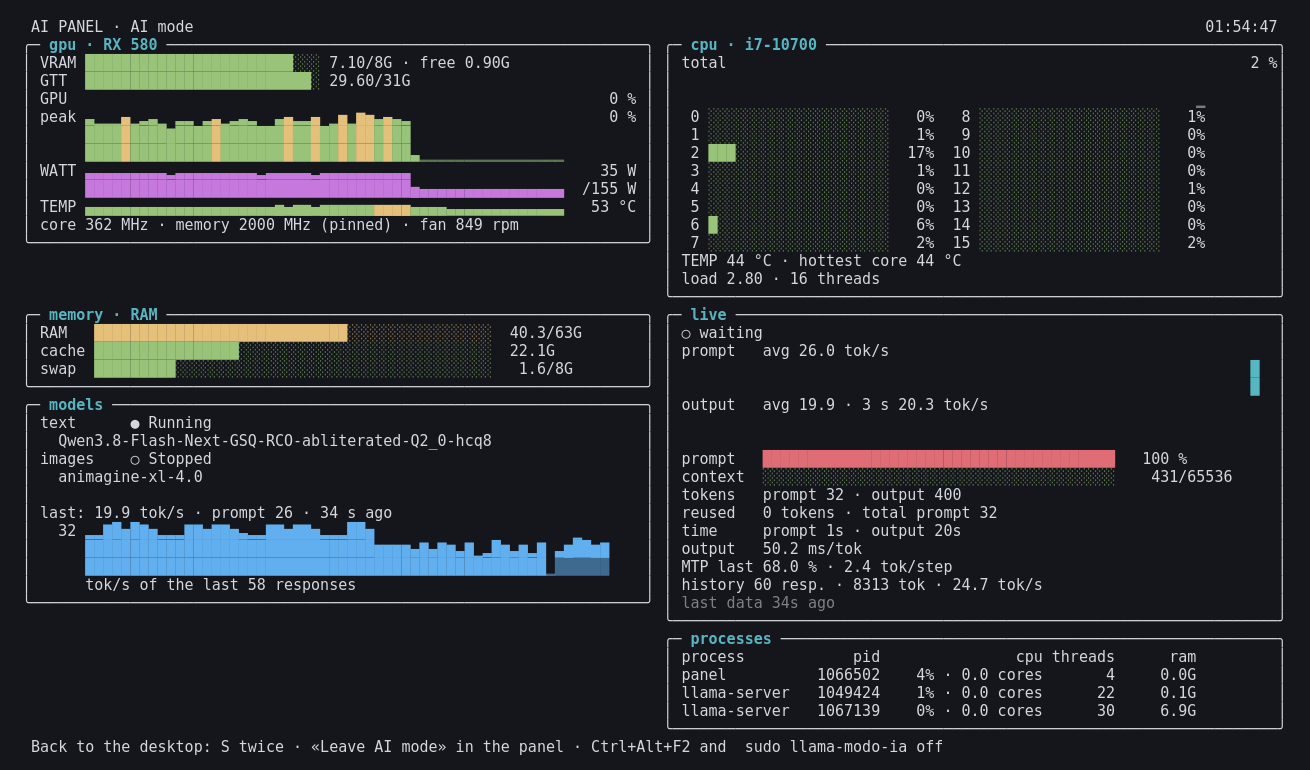 AI PANEL · AI mode 01:54:47
gpu · RX 580
VRAM 7.10/8G · free 0.90G
GTT 29.60/31G
GPU 0 %
peak 0 %
WATT 35 W
/155 W
TEMP 53 °C
core 362 MHz · memory 2000 MHz (pinned) · fan 849 rpm
cpu · i7-10700
total 2 %
0 0% 8 1%
1 1% 9 0%
2 17% 10 0%
3 1% 11 0%
4 0% 12 1%
5 0% 13 0%
6 6% 14 0%
7 2% 15 2%
TEMP 44 °C · hottest core 44 °C
load 2.80 · 16 threads
memory · RAM
RAM 40.3/63G
cache 22.1G
swap 1.6/8G
models
text ● Running
Qwen3.8-Flash-Next-GSQ-RCO-abliterated-Q2_0-hcq8
images ○ Stopped
animagine-xl-4.0
last: 19.9 tok/s · prompt 26 · 34 s ago
32
tok/s of the last 58 responses
live
○ waiting
prompt avg 26.0 tok/s
output avg 19.9 · 3 s 20.3 tok/s
prompt 100 %
context 431/65536
tokens prompt 32 · output 400
reused 0 tokens · total prompt 32
time prompt 1s · output 20s
output 50.2 ms/tok
MTP last 68.0 % · 2.4 tok/step
history 60 resp. · 8313 tok · 24.7 tok/s
last data 34s ago
processes
process pid cpu threads ram
panel 1066502 4% · 0.0 cores 4 0.0G
llama-server 1049424 1% · 0.0 cores 22 0.1G
llama-server 1067139 0% · 0.0 cores 30 6.9G
Back to the desktop: S twice · «Leave AI mode» in the panel · Ctrl+Alt+F2 and sudo llama-modo-ia off